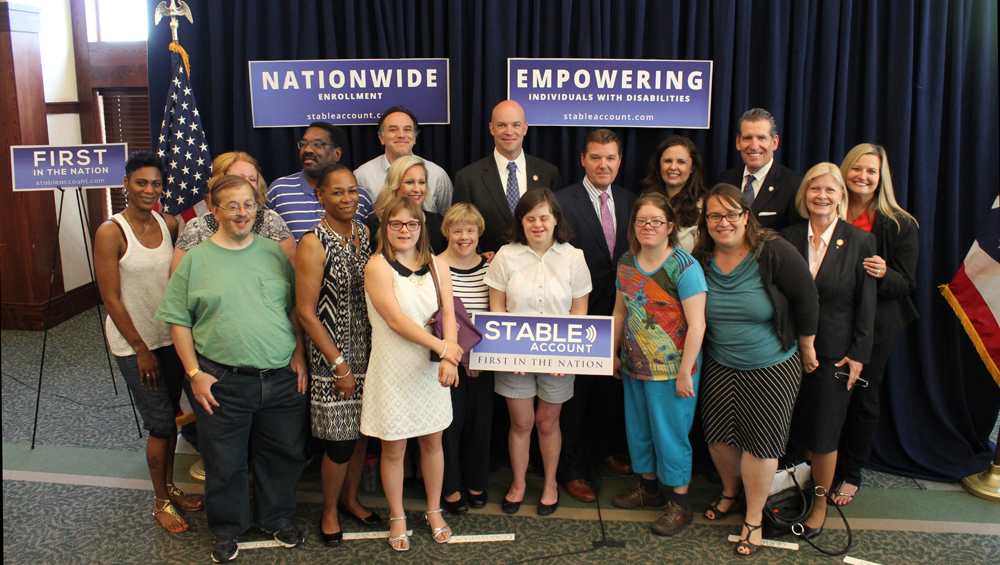 NATIONWIDE
ENROLLMENT
stableaccount.com
EMPOWERING
INDIVIDUALS WITH DISABILITIES
stableaccount.com
FIRST
IN THE NATION
stableaccount.com
STABLE
ACCOUNT
FIRST IN THE NATION